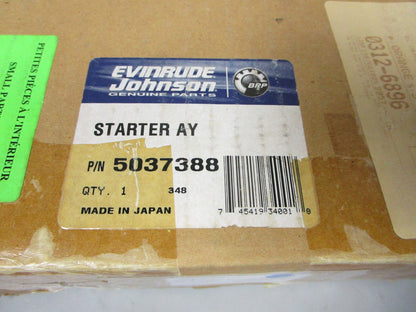 PETITES PIÈCES À L'INTÉRIEUR
SMALL PART
EVINRUDE
Johnson
GENUINE PARTS
BRP
STARTER AY
P/N 5037388
QTY. 1 348
MADE IN JAPAN
7 45419 34001 8
0312-6896